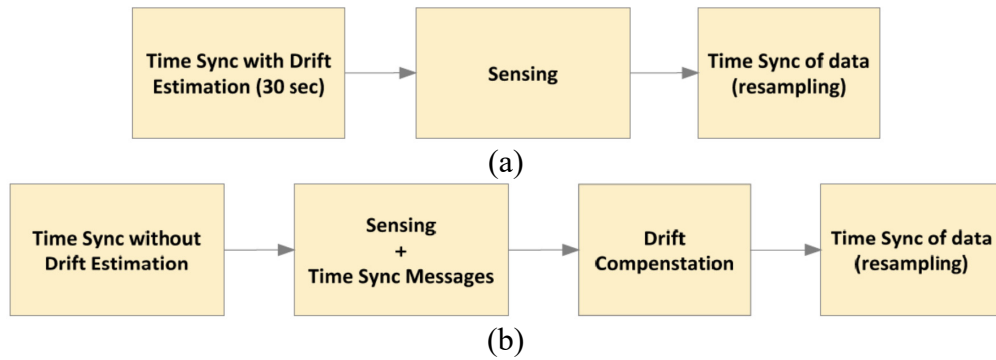 Time Sync with Drift
Estimation (30 sec)
Sensing
Time Sync of data
(resampling)
(a)
Time Sync without
Drift Estimation
Sensing
+
Time Sync Messages
Drift
Compenstation
Time Sync of data
(resampling)
(b)